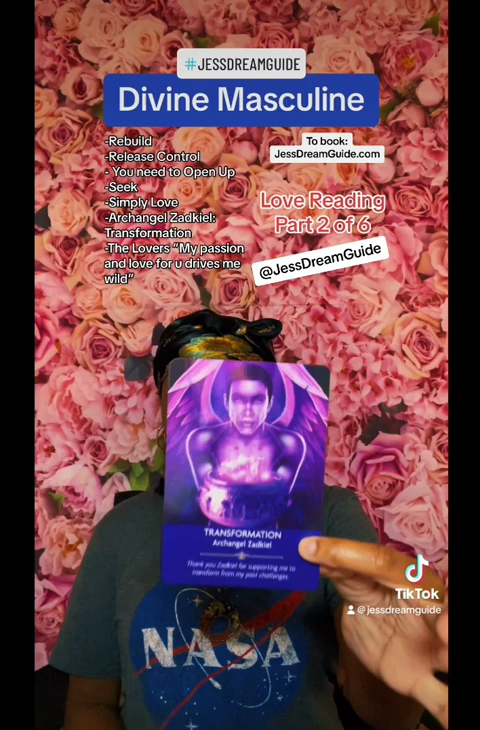 #JESSDREAMGUIDE
Divine Masculine
-Rebuild
-Release Control
- You need to Open Up
-Seek
-Simply Love
-Archangel Zadkiel:
Transformation
-The Lovers “My passion
and love for u drives me
wild”
To book:
JessDreamGuide.com
Love Reading
Part 2 of 6
@JessDreamGuide
TRANSFORMATION
Archangel Zadkiel
Thank you Zadkiel for supporting me to
transform from my past challenges.
NASA
TikTok
@jessdreamguide